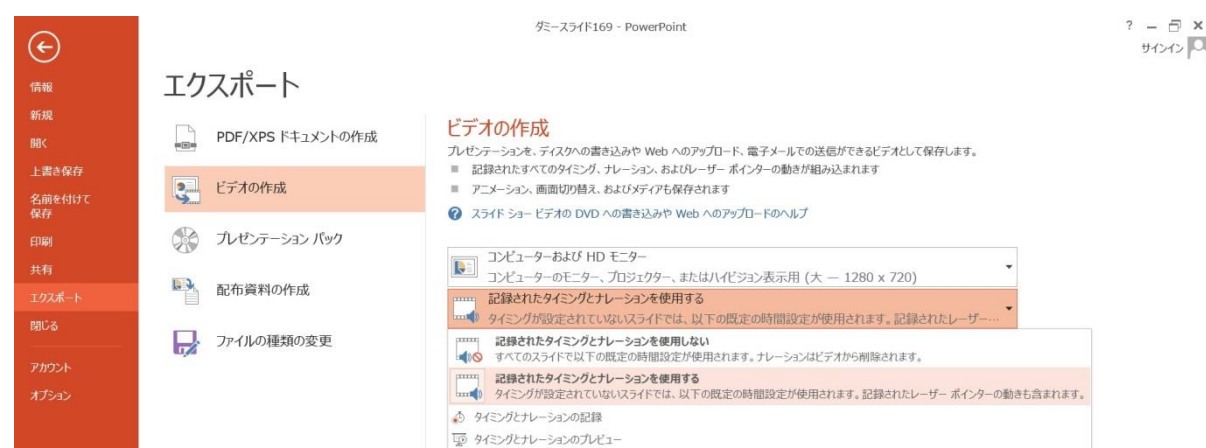 ダミースライド169 - PowerPoint
?
サインイン
情報
新規
開く
上書き保存
名前を付けて
保存
印刷
共有
エクスポート
閉じる
アカウント
オプション
エクスポート
PDF/XPS ドキュメントの作成
ビデオの作成
プレゼンテーション パック
配布資料の作成
ファイルの種類の変更
ビデオの作成
プレゼンテーションを、ディスクへの書き込みや Web へのアップロード、電子メールでの送信ができるビデオとして保存します。
記録されたすべてのタイミング、ナレーション、およびレーザー ポインターの動きが組み込まれます
アニメーション、画面切り替え、およびメディアも保存されます
スライド ショー ビデオの DVD への書き込みや Web へのアップロードのヘルプ
コンピューターおよび HD モニター
コンピューターのモニター、プロジェクター、またはハイビジョン表示用 (大 — 1280 x 720)
記録されたタイミングとナレーションを使用する
タイミングが設定されていないスライドでは、以下の既定の時間設定が使用されます。記録されたレーザー…
記録されたタイミングとナレーションを使用しない
すべてのスライドで以下の既定の時間設定が使用されます。ナレーションはビデオから削除されます。
記録されたタイミングとナレーションを使用する
タイミングが設定されていないスライドでは、以下の既定の時間設定が使用されます。記録されたレーザー ポインターの動きも含まれます。
タイミングとナレーションの記録
タイミングとナレーションのプレビュー